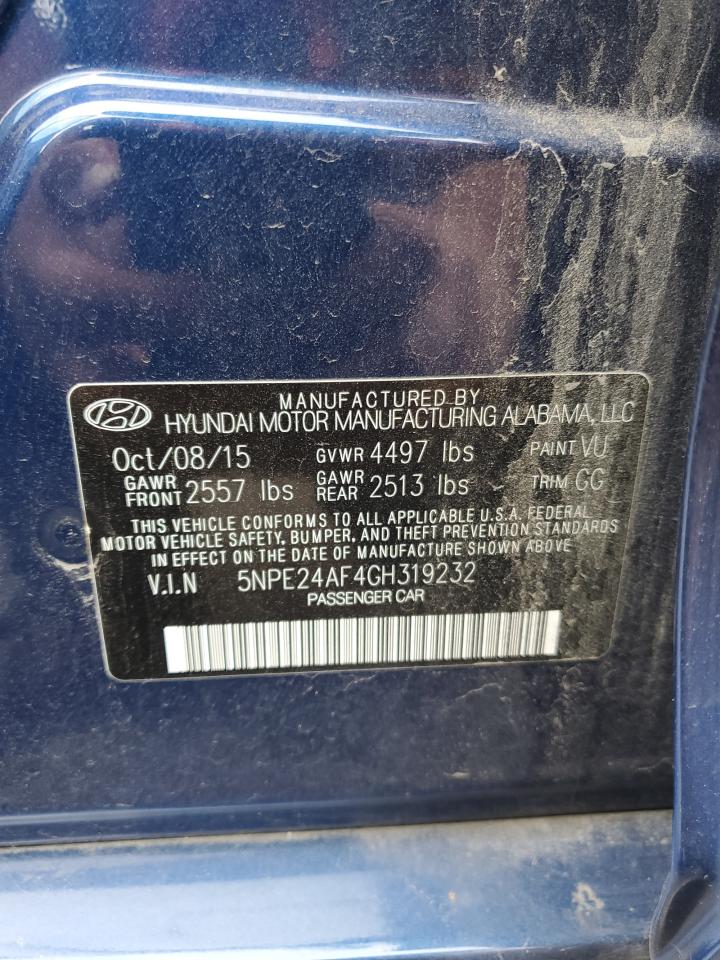 MANUFACTURED BY
HYUNDAI MOTOR MANUFACTURING ALABAMA, LLC
Oct/08/15 GVWR 4497 lbs PAINT VU
GAWR FRONT 2557 lbs GAWR REAR 2513 lbs TRIM GG
THIS VEHICLE CONFORMS TO ALL APPLICABLE U.S.A. FEDERAL
MOTOR VEHICLE SAFETY, BUMPER, AND THEFT PREVENTION STANDARDS
IN EFFECT ON THE DATE OF MANUFACTURE SHOWN ABOVE
V.I.N 5NPE24AF4GH319232
PASSENGER CAR